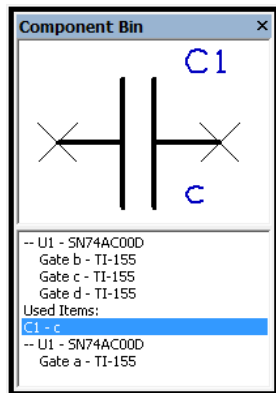 Component Bin
C1
c
-- U1 - SN74AC00D
Gate b - TI-155
Gate c - TI-155
Gate d - TI-155
Used Items:
C1 - c
-- U1 - SN74AC00D
Gate a - TI-155